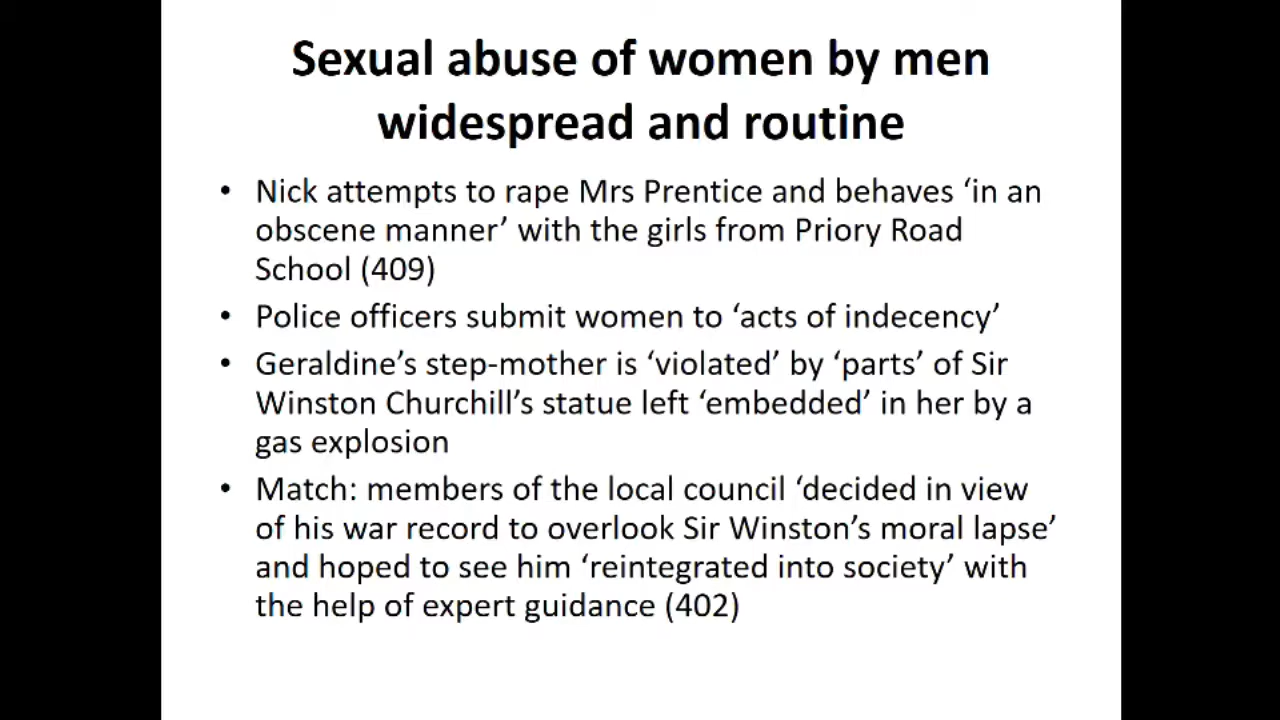 Sexual abuse of women by men
widespread and routine
• Nick attempts to rape Mrs Prentice and behaves ‘in an
obscene manner’ with the girls from Priory Road
School (409)
• Police officers submit women to ‘acts of indecency’
• Geraldine’s step-mother is ‘violated’ by ‘parts’ of Sir
Winston Churchill’s statue left ‘embedded’ in her by a
gas explosion
• Match: members of the local council ‘decided in view
of his war record to overlook Sir Winston’s moral lapse’
and hoped to see him ‘reintegrated into society’ with
the help of expert guidance (402)